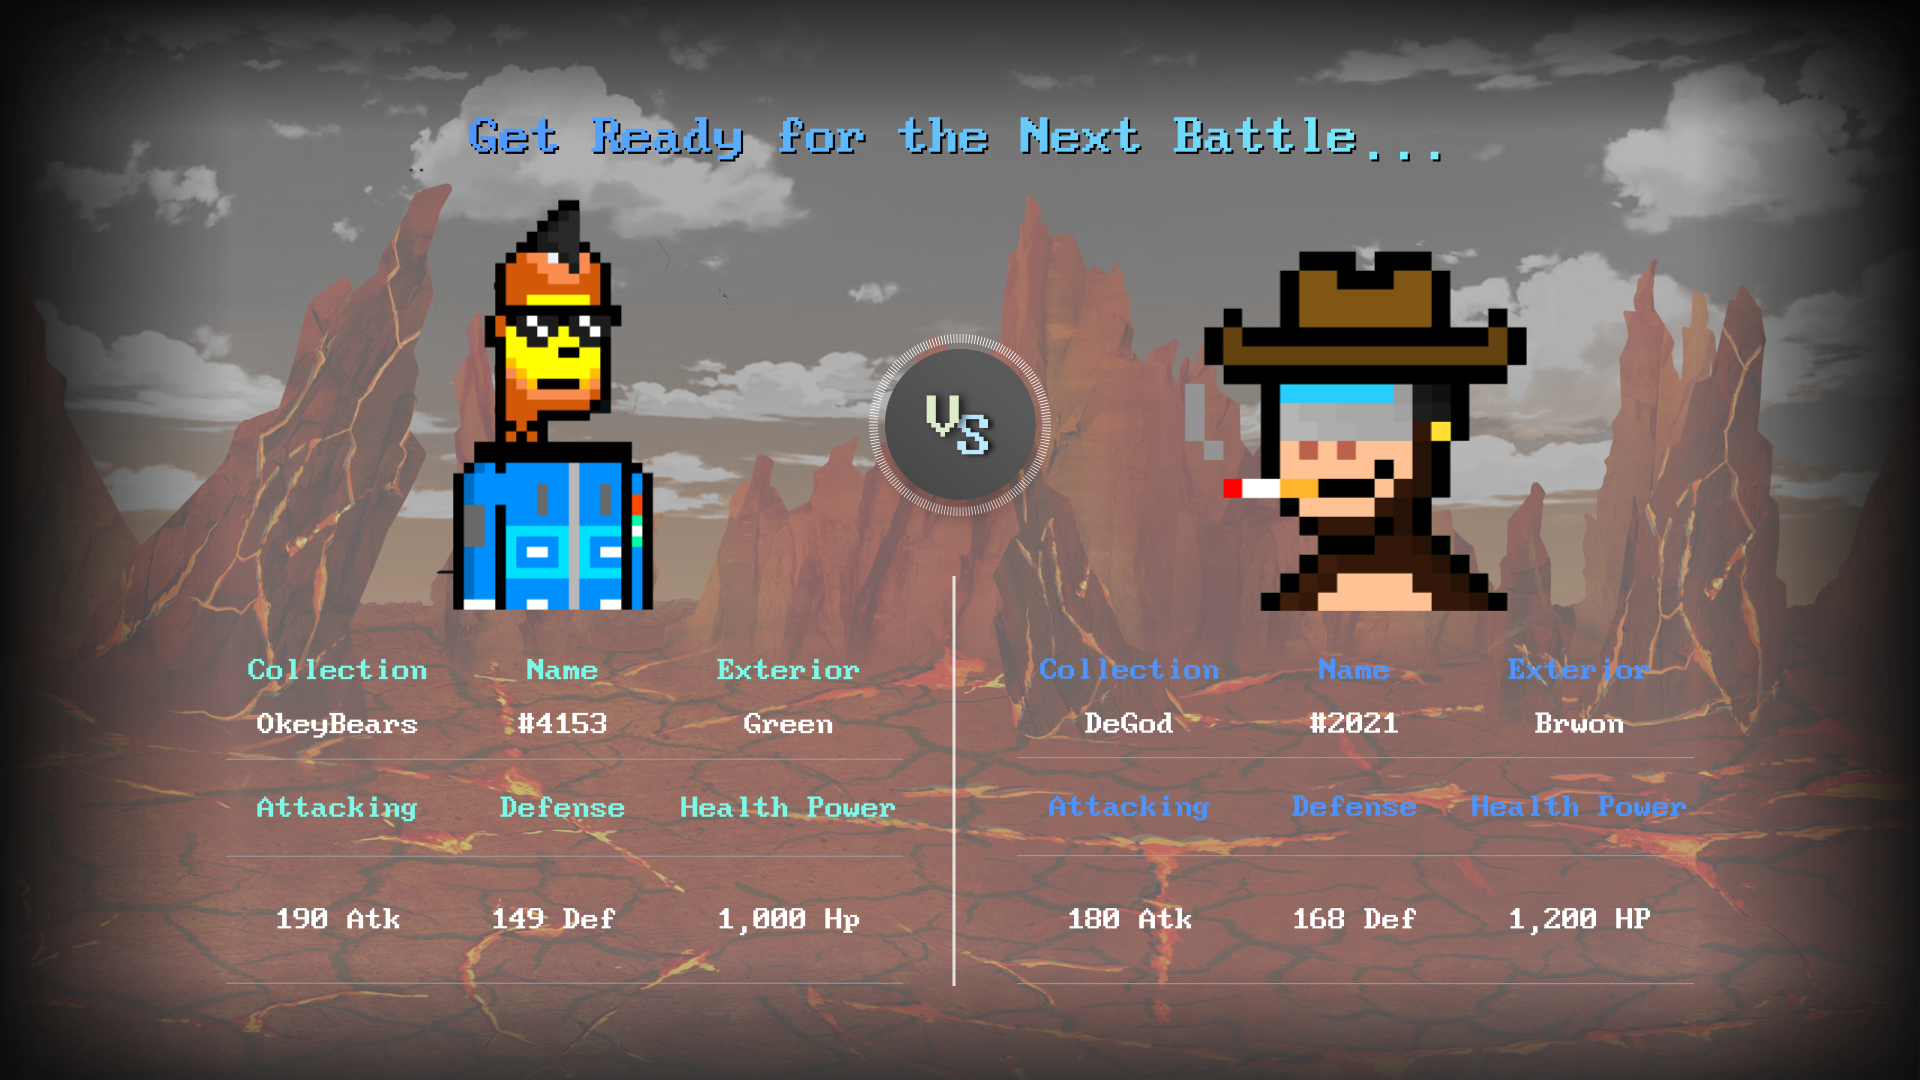 Get Ready for the Next Battle...
VS
Collection Name Exterior
OkeyBears #4153 Green
Attacking Defense Health Power
190 Atk 149 Def 1,000 Hp
Collection Name Exterior
DeGod #2021 Brwon
Attacking Defense Health Power
180 Atk 168 Def 1,200 HP